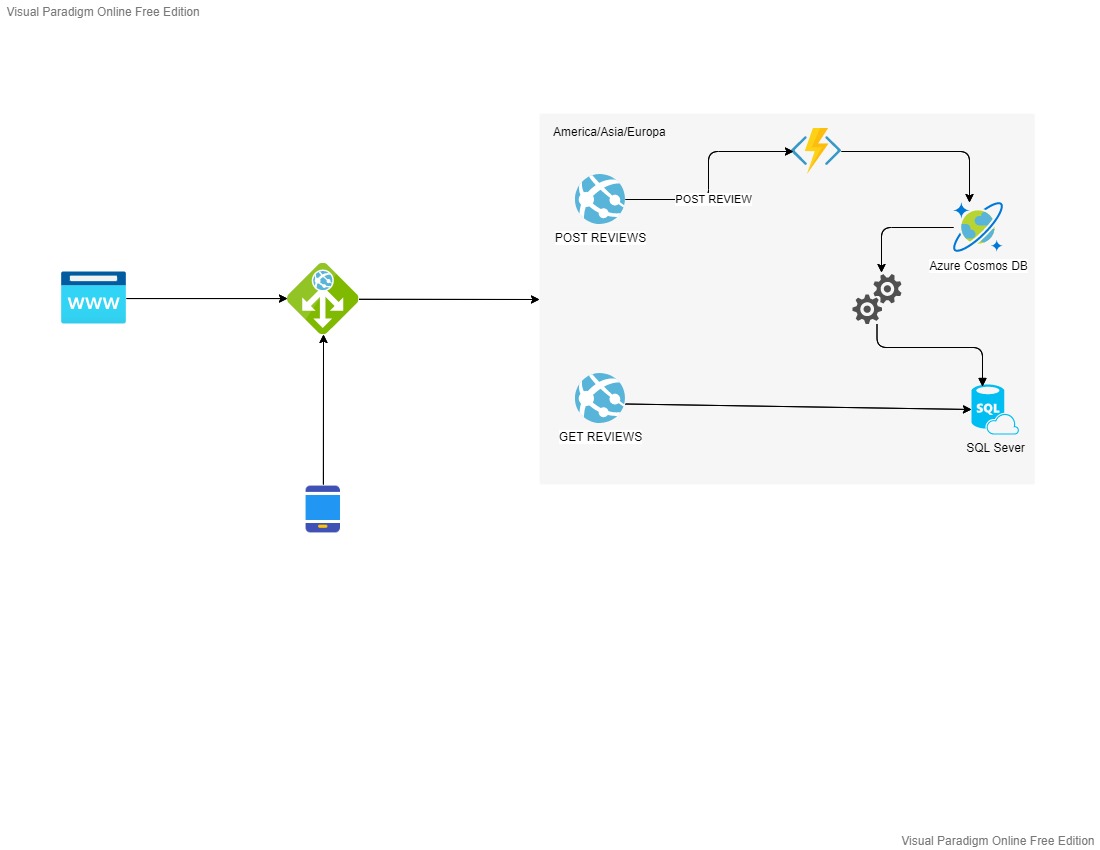 Visual Paradigm Online Free Edition
America/Asia/Europa
POST REVIEW
POST REVIEWS
Azure Cosmos DB
WWW
GET REVIEWS
SQL
SQL Sever
Visual Paradigm Online Free Edition